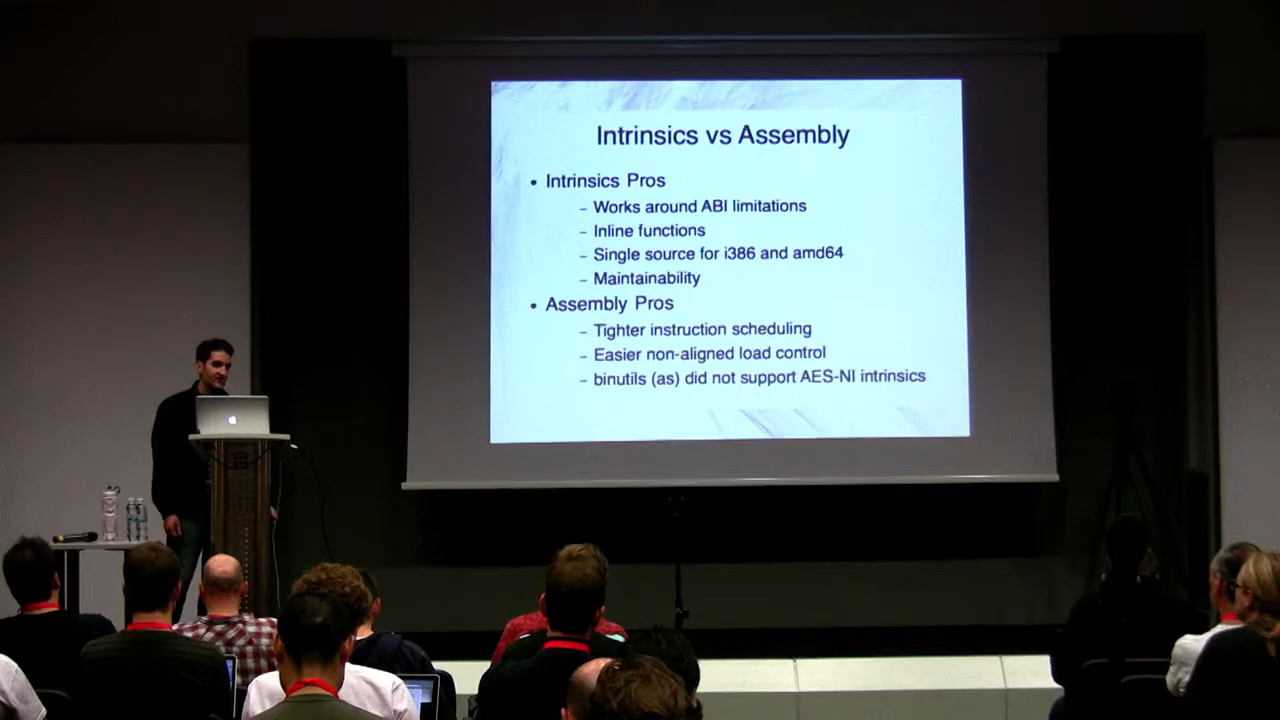 Intrinsics vs Assembly
• Intrinsics Pros
– Works around ABI limitations
– Inline functions
– Single source for i386 and amd64
– Maintainability
• Assembly Pros
– Tighter instruction scheduling
– Easier non-aligned load control
– binutils (as) did not support AES-NI intrinsics